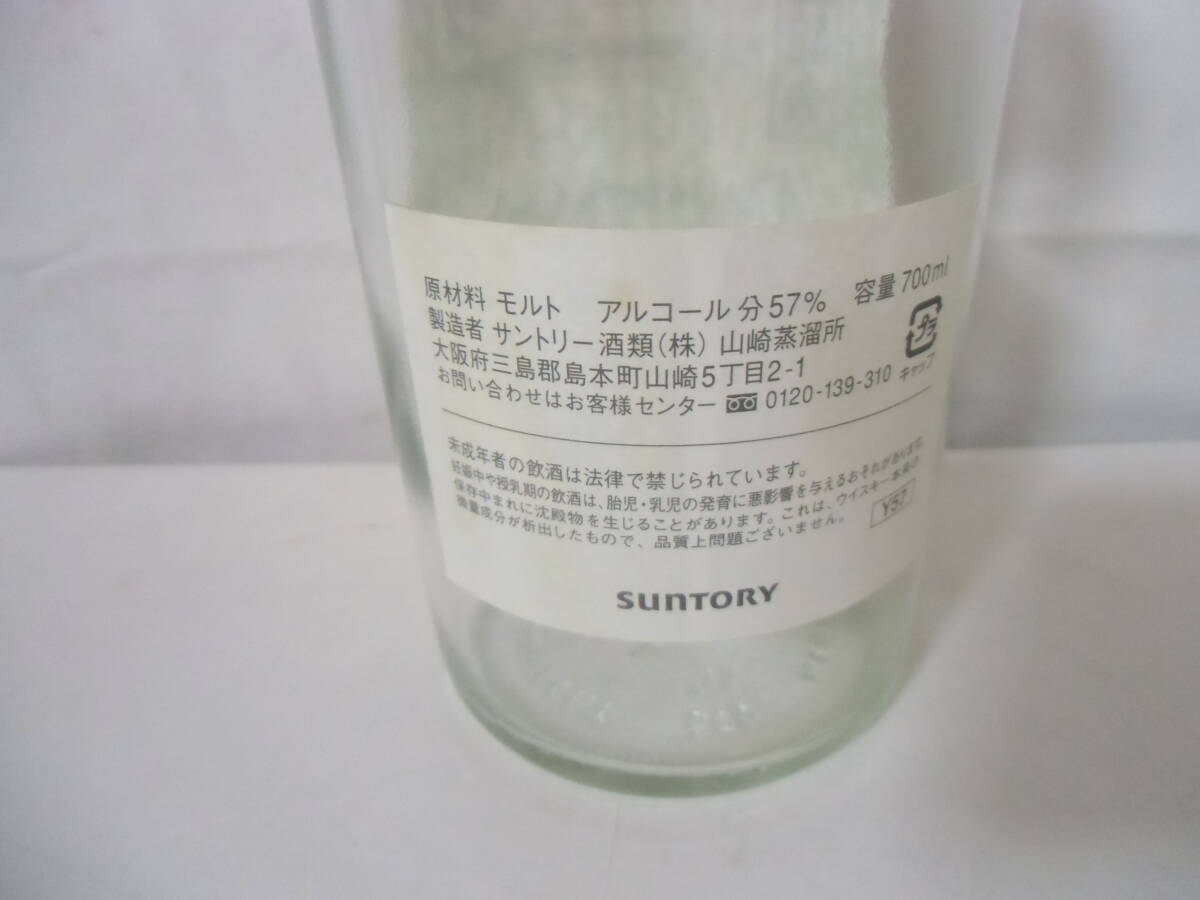 原材料 モルト アルコール分57% 容量700ml
製造者 サントリー酒類(株) 山崎蒸溜所
大阪府三島郡島本町山崎5丁目2-1
お問い合わせはお客様センター 0120-139-310
プラ
キャップ
未成年者の飲酒は法律で禁じられています。
妊娠中や授乳期の飲酒は、胎児・乳児の発育に悪影響を与えるおそれがあります。
保存中まれに沈殿物を生じることがあります。これは、ウイスキー本来の
微量成分が析出したもので、品質上問題ございません。
Y57
SUNTORY